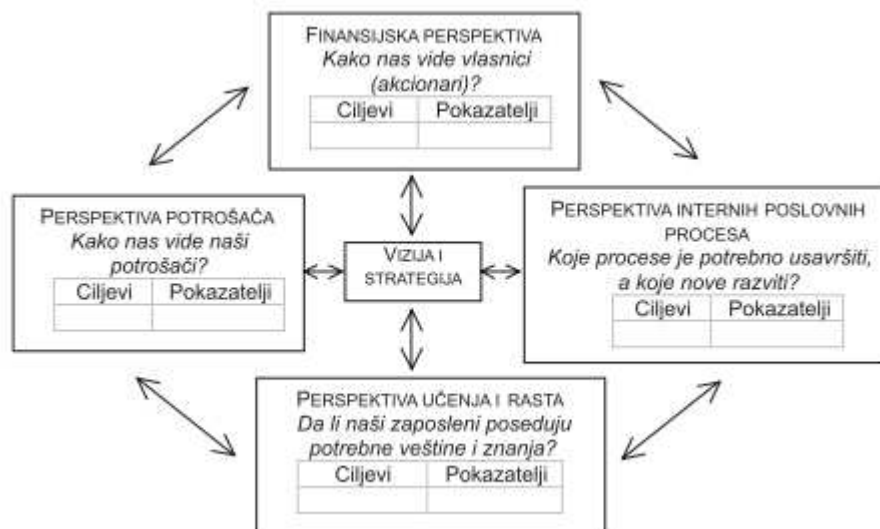 FINANSIJSKA PERSPEKTIVA
Kako nas vide vlasnici
(akcionari)?
Ciljevi Pokazatelji
PERSPEKTIVA POTROŠAČA
Kako nas vide naši
potrošači?
Ciljevi Pokazatelji
VIZIJA I
STRATEGIJA
PERSPEKTIVA INTERNIH POSLOVNIH
PROCESA
Koje procese je potrebno usavršiti,
a koje nove razviti?
Ciljevi Pokazatelji
PERSPEKTIVA UČENJA I RASTA
Da li naši zaposleni poseduju
potrebne veštine i znanja?
Ciljevi Pokazatelji